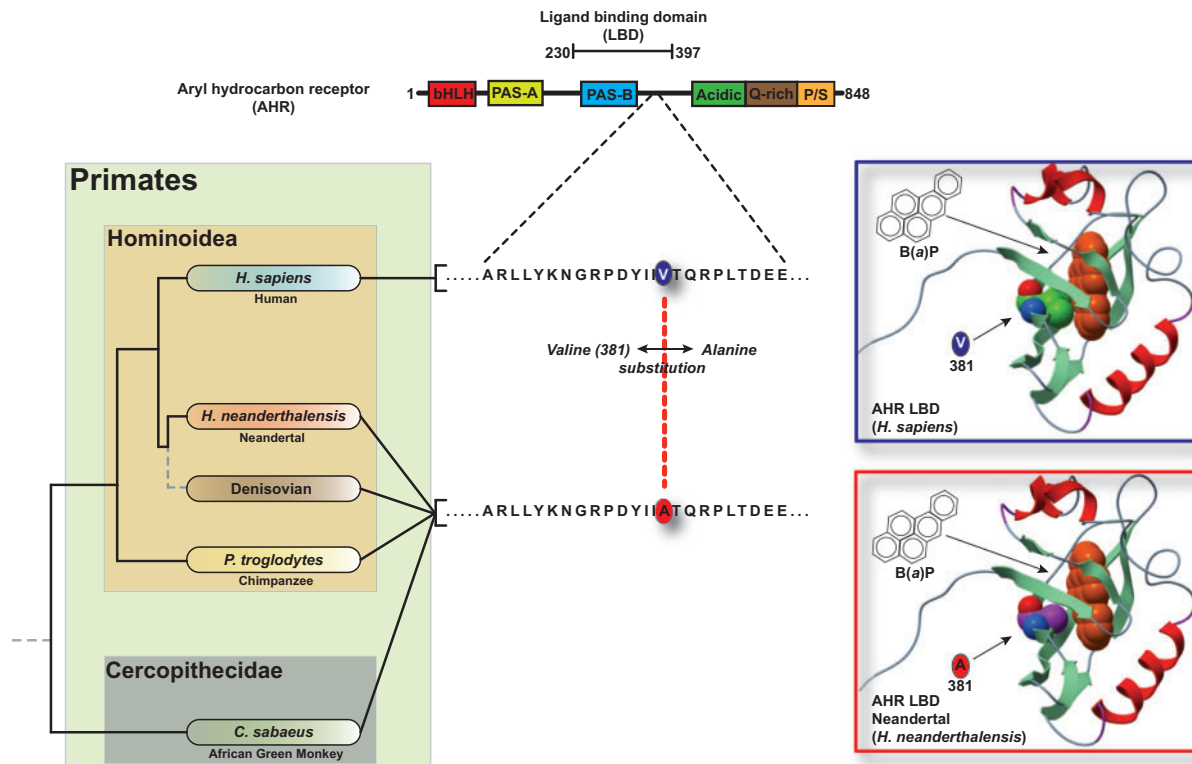 Ligand binding domain
(LBD)
230
397
Aryl hydrocarbon receptor
(AHR)
1
bHLH
PAS-A
PAS-B
Acidic
Q-rich
P/S
848
Primates
Hominoidea
H. sapiens
Human
.....ARLLYKNGRPDYIIVTQRPLTDEE...
Valine (381)
Alanine
substitution
H. neanderthalensis
Neandertal
Denisovian
.....ARLLYKNGRPDYIIATQRPLTDEE...
P. troglodytes
Chimpanzee
Cercopithecidae
C. sabaeus
African Green Monkey
B(a)P
V
381
AHR LBD
(H. sapiens)
B(a)P
A
381
AHR LBD
Neandertal
(H. neanderthalensis)